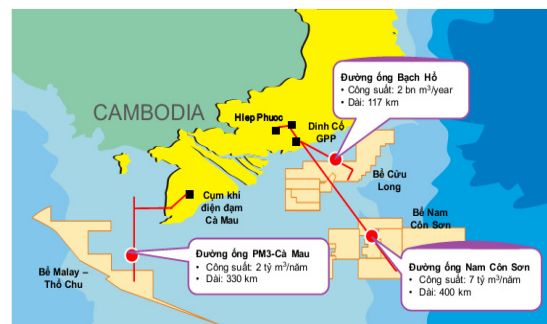 Đường ống Bạch Hổ
• Công suất: 2 bn m³/year
• Dài: 117 km
CAMBODIA
Hiep Phuoc
Dinh Cố
GPP
Bể Cửu
Long
Cụm khí
điện đạm
Cà Mau
Bể Nam
Côn Sơn
Đường ống PM3-Cà Mau
• Công suất: 2 tỷ m³/năm
• Dài: 330 km
Bể Malay –
Thổ Chu
Đường ống Nam Côn Sơn
• Công suất: 7 tỷ m³/năm
• Dài: 400 km